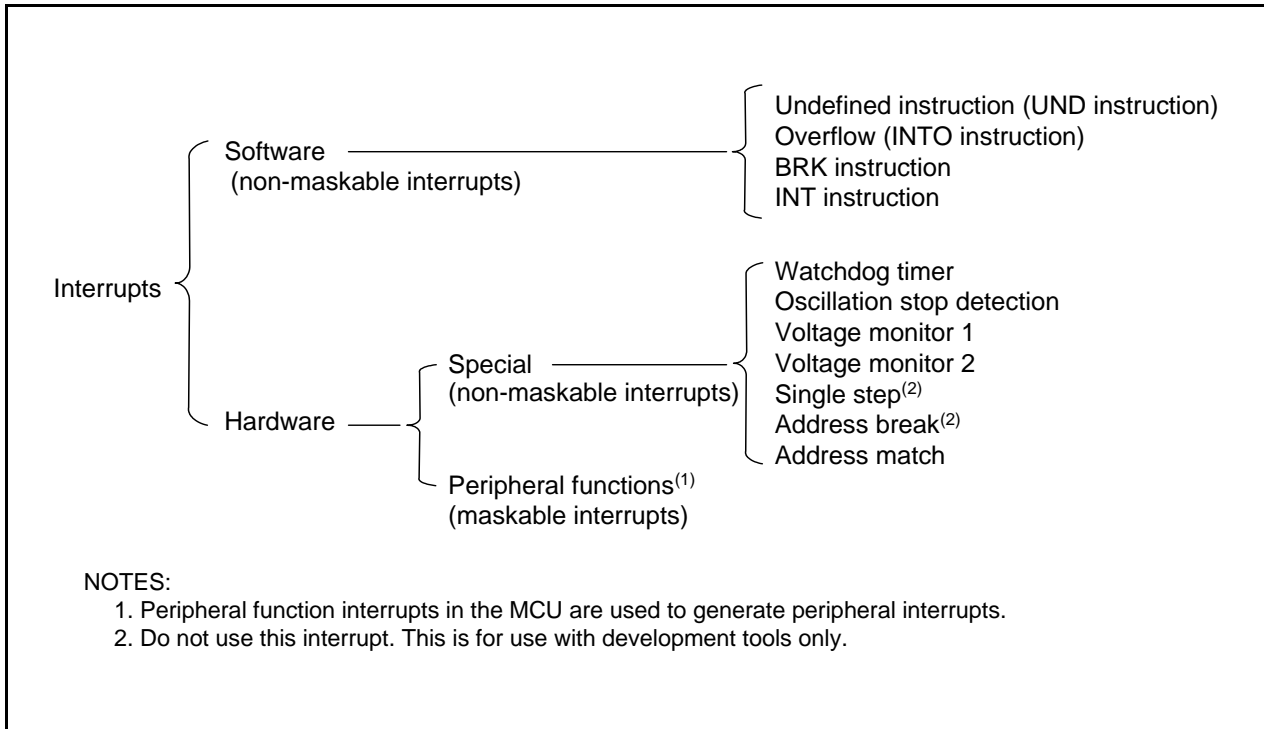 Undefined instruction (UND instruction)
Overflow (INTO instruction)
BRK instruction
INT instruction
Software
(non-maskable interrupts)
Interrupts
Watchdog timer
Oscillation stop detection
Voltage monitor 1
Voltage monitor 2
Single step(2)
Address break(2)
Address match
Special
(non-maskable interrupts)
Hardware
Peripheral functions(1)
(maskable interrupts)
NOTES:
1. Peripheral function interrupts in the MCU are used to generate peripheral interrupts.
2. Do not use this interrupt. This is for use with development tools only.